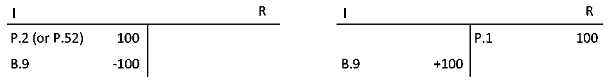 I R I R
P.2 (or P.52) 100 P.1 100
B.9 -100 B.9 +100